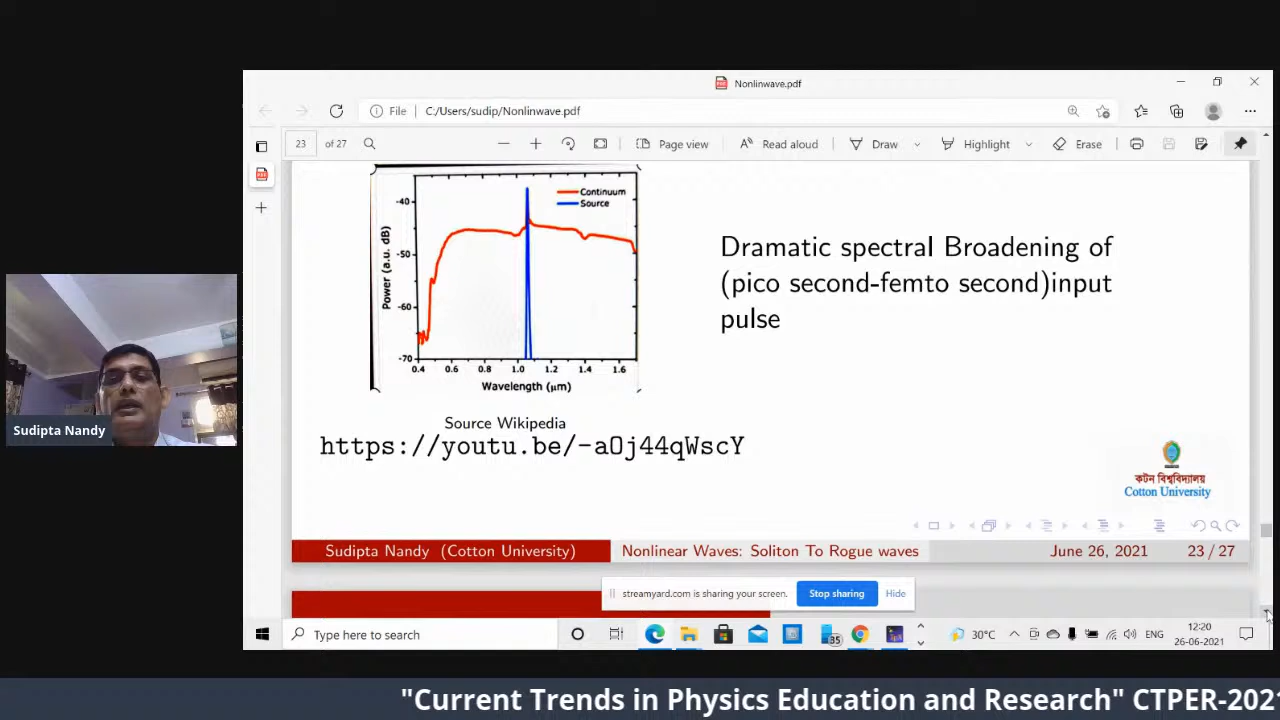 Nonlinwave.pdf
File
C:/Users/sudip/Nonlinwave.pdf
23 of 27
Page view
Read aloud
Draw
Highlight
Erase
Continuum
Source
-40
-50
-60
-70
Power (a.u. dB)
0.4 0.6 0.8 1.0 1.2 1.4 1.6
Wavelength (µm)
Source Wikipedia
https://youtu.be/-aOj44qWscY
Dramatic spectral Broadening of
(pico second-femto second)input
pulse
কটন বিশ্ববিদ্যালয়
Cotton University
Sudipta Nandy (Cotton University)
Nonlinear Waves: Soliton To Rogue waves
June 26, 2021
23 / 27
Sudipta Nandy
streamyard.com is sharing your screen.
Stop sharing
Hide
Type here to search
35
30°C
ENG
12:20
26-06-2021
"Current Trends in Physics Education and Research" CTPER-2021